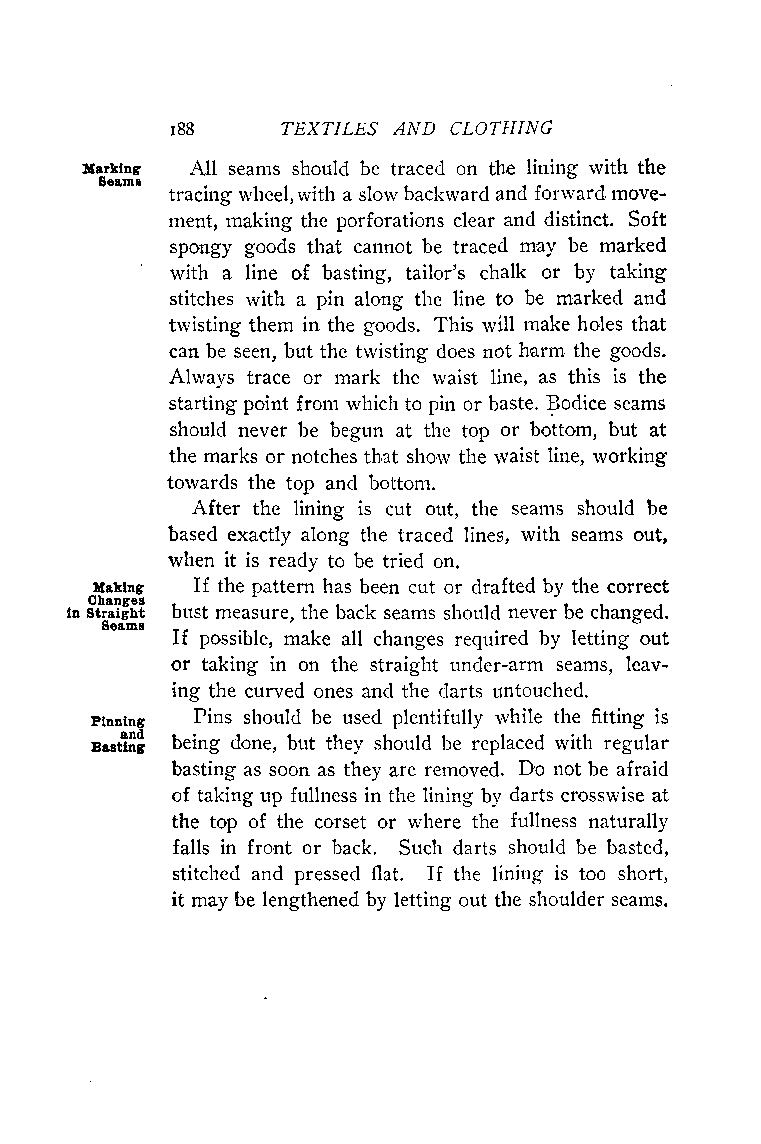 188 TEXTILES AND CLOTHING
Marking
Seams
All seams should be traced on the lining with the
tracing wheel, with a slow backward and forward move-
ment, making the porforations clear and distinct. Soft
spongy goods that cannot be traced may be marked
with a line of basting, tailor's chalk or by taking
stitches with a pin along the line to be marked and
twisting them in the goods. This will make holes that
can be seen, but the twisting does not harm the goods.
Always trace or mark the waist line, as this is the
starting point from which to pin or baste. Bodice seams
should never be begun at the top or bottom, but at
the marks or notches that show the waist line, working
towards the top and bottom.
After the lining is cut out, the seams should be
based exactly along the traced lines, with seams out,
when it is ready to be tried on.
Making
Changes
in Straight
Seams
If the pattern has been cut or drafted by the correct
bust measure, the back seams should never be changed.
If possible, make all changes required by letting out
or taking in on the straight under-arm seams, leav-
ing the curved ones and the darts untouched.
Pinning
and
Basting
Pins should be used plentifully while the fitting is
being done, but they should be replaced with regular
basting as soon as they are removed. Do not be afraid
of taking up fullness in the lining by darts crosswise at
the top of the corset or where the fullness naturally
falls in front or back. Such darts should be basted,
stitched and pressed flat. If the lining is too short,
it may be lengthened by letting out the shoulder seams.